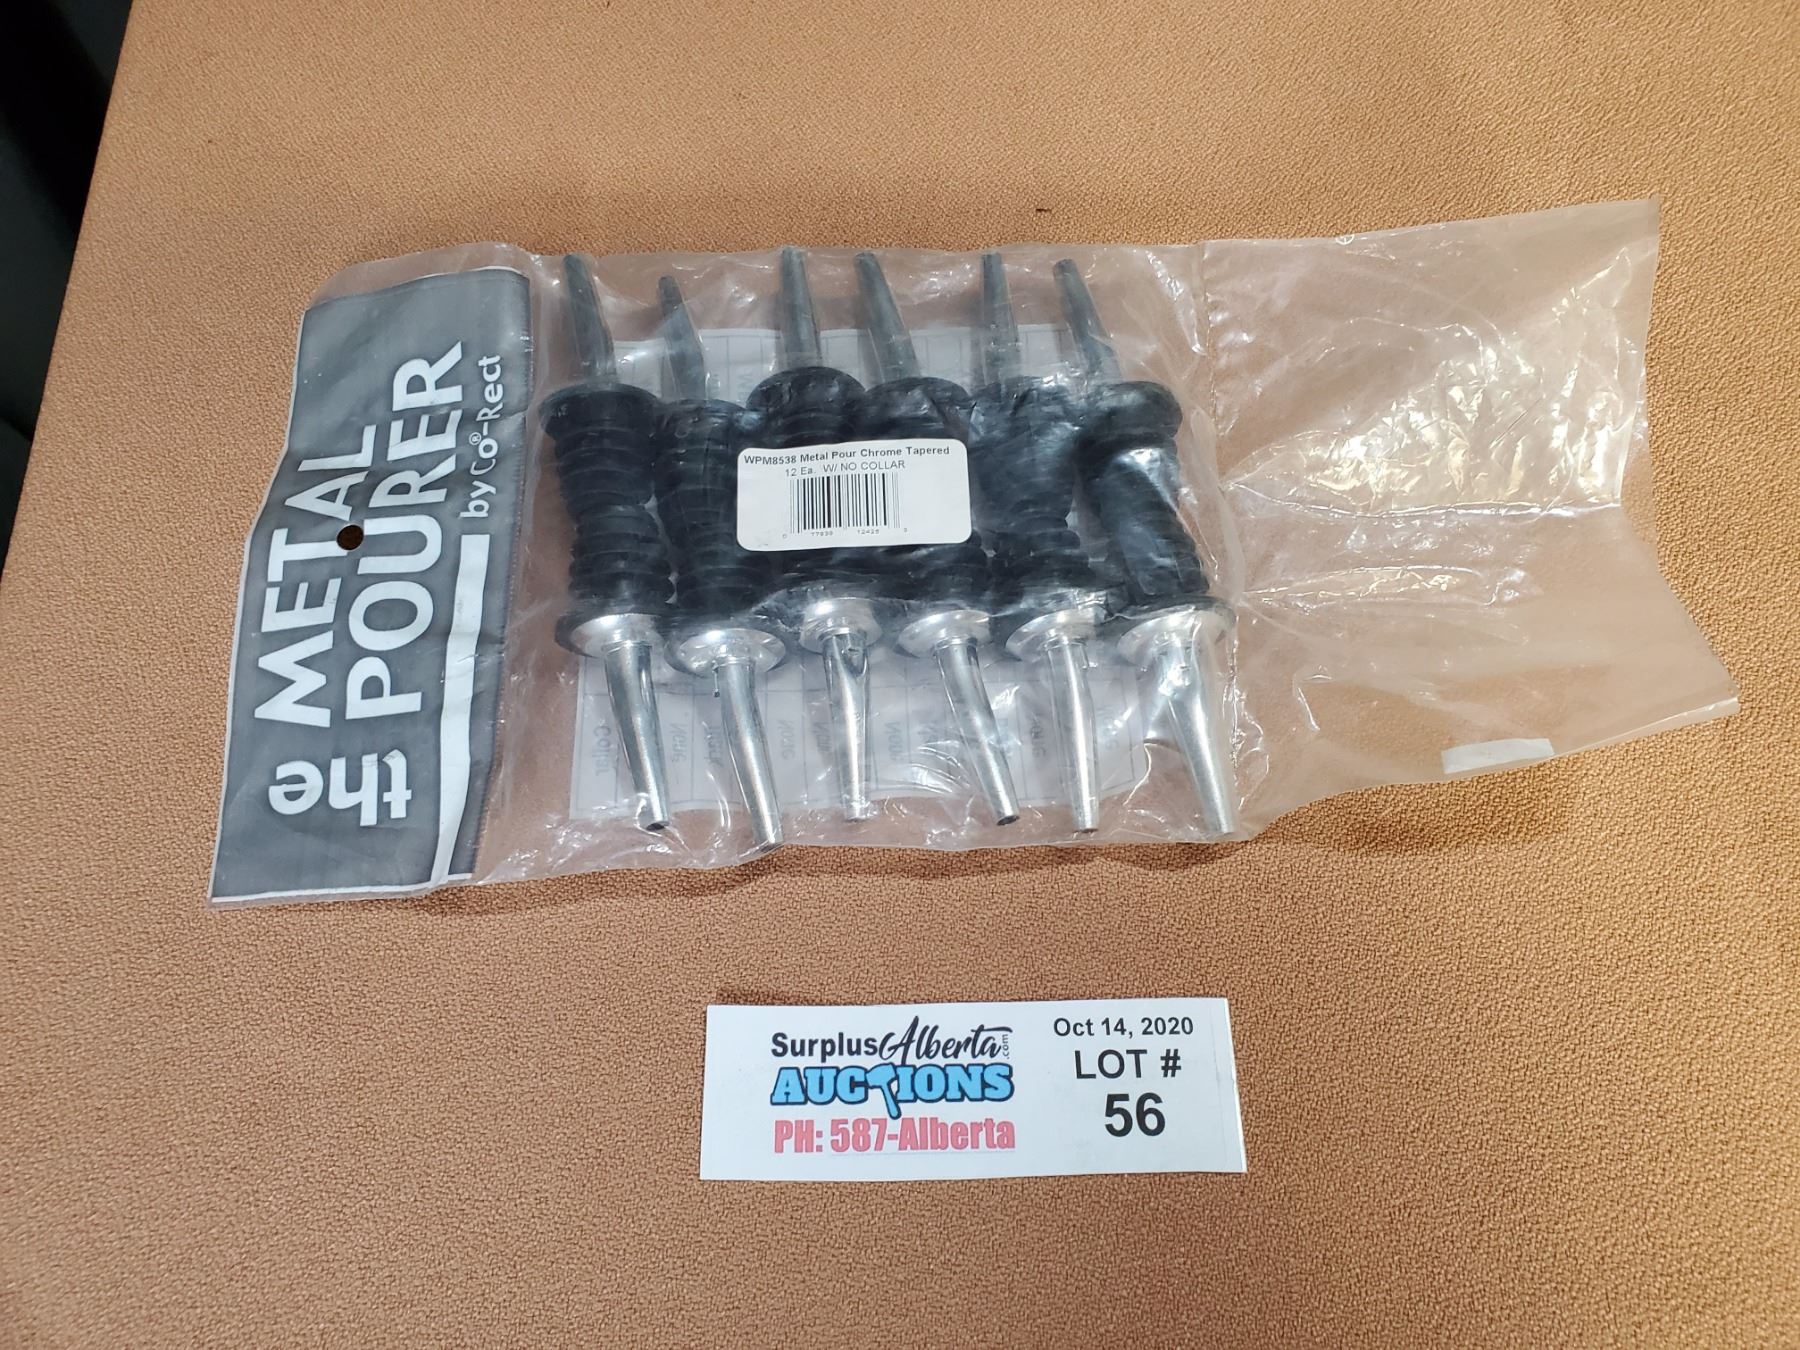 the METAL
POURER
by Co®-Rect
WPM8538 Metal Pour Chrome Tapered
12 Ea. W/ NO COLLAR
SurplusAlberta.com
AUCTIONS
PH: 587-Alberta
Oct 14, 2020
LOT #
56